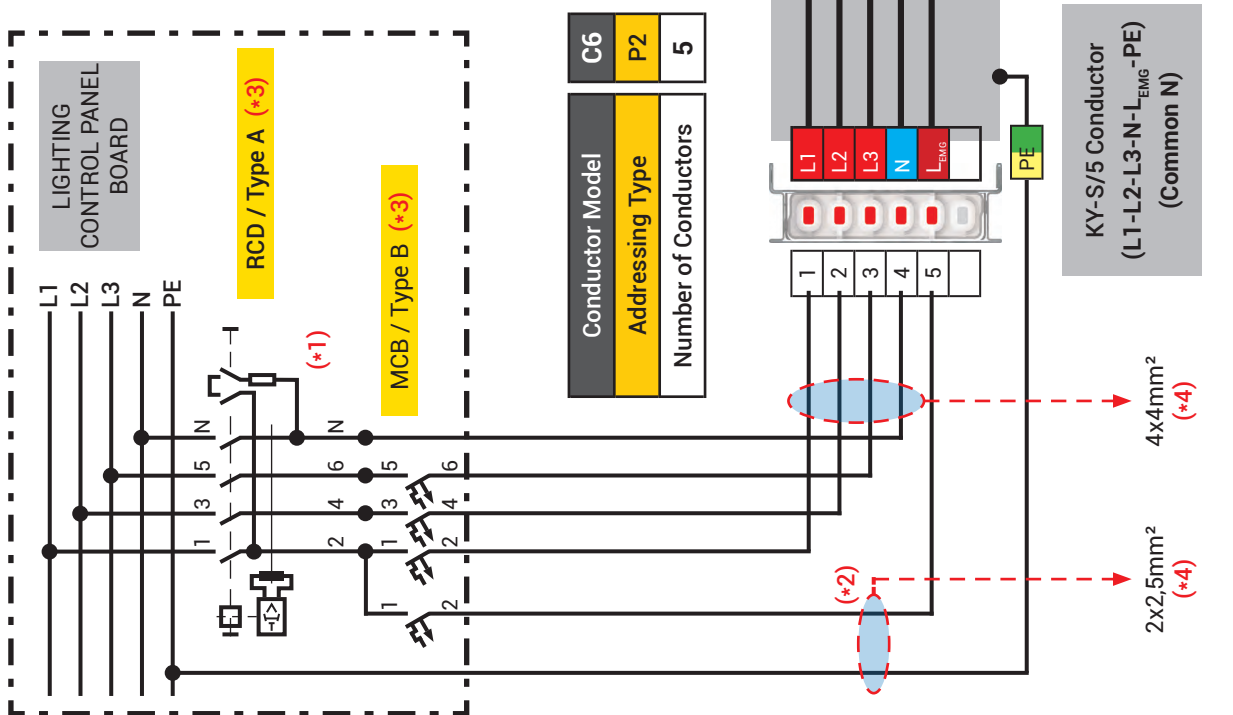 LIGHTING
CONTROL PANEL
BOARD
RCD / Type A (*3)
MCB / Type B (*3)
L1
L2
L3
N
PE
(*1)
1
3
5
N
2
4
6
N
1
1
3
5
2
2
4
6
Conductor Model C6
Addressing Type P2
Number of Conductors 5
1
2
3
4
5
L1
L2
L3
N
LEMG
PE
KY-S/5 Conductor
(L1-L2-L3-N-LEMG-PE)
(Common N)
4x4mm²
(*4)
(*2)
2x2,5mm²
(*4)